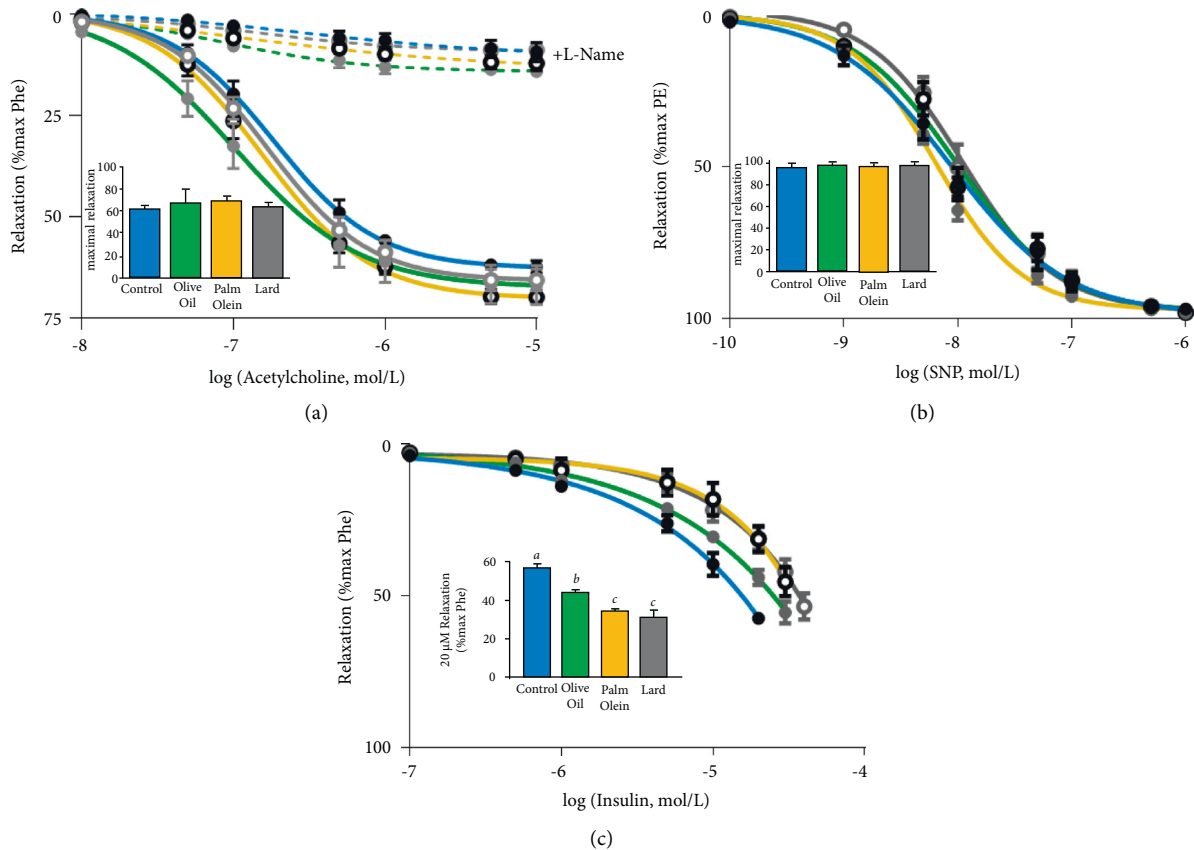 0
25
50
75
Relaxation (%max Phe)
+L-Name
100
80
60
40
20
0
maximal relaxation
Control
Olive
Oil
Palm
Olein
Lard
-8
-7
-6
-5
log (Acetylcholine, mol/L)
(a)
0
50
100
Relaxation (%max PE)
100
80
60
40
20
0
maximal relaxation
Control
Olive
Oil
Palm
Olein
Lard
-10
-9
-8
-7
-6
log (SNP, mol/L)
(b)
0
50
100
Relaxation (%max Phe)
60
40
20
0
20 µM Relaxation
(%max Phe)
a
b
c
c
Control
Olive
Oil
Palm
Olein
Lard
-7
-6
-5
-4
log (Insulin, mol/L)
(c)